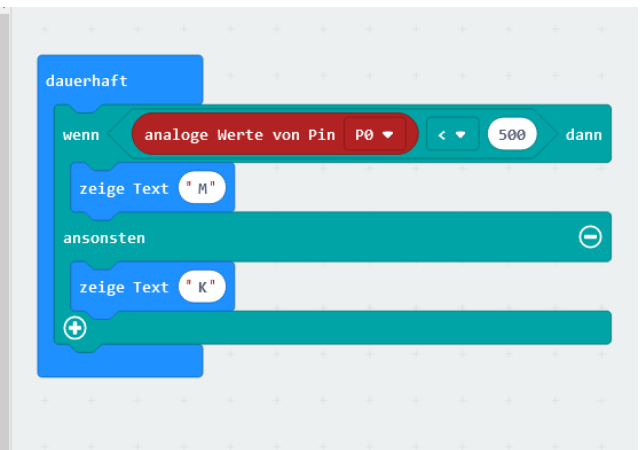 dauerhaft
wenn analoge Werte von Pin P0 < 500 dann
zeige Text "M"
ansonsten
zeige Text "K"